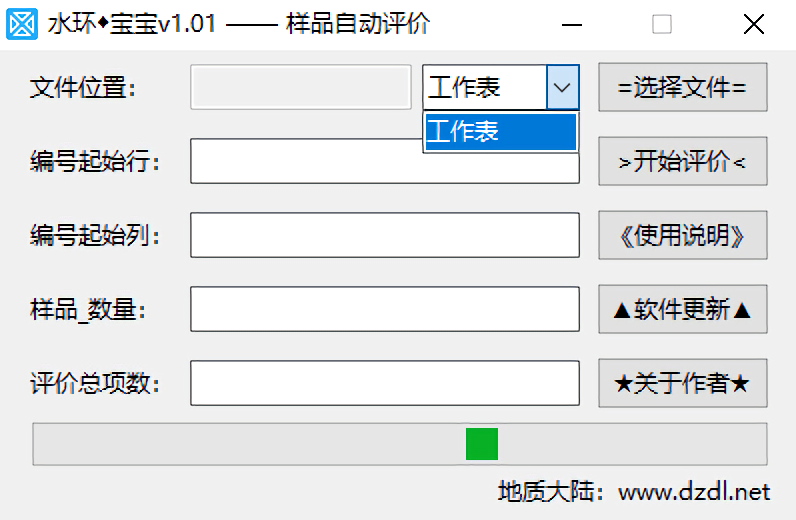 水环♦宝宝v1.01 —— 样品自动评价
文件位置： 工作表 =选择文件=
工作表
编号起始行： >开始评价<
编号起始列： 《使用说明》
样品_数量： ▲软件更新▲
评价总项数： ★关于作者★
地质大陆：www.dzdl.net